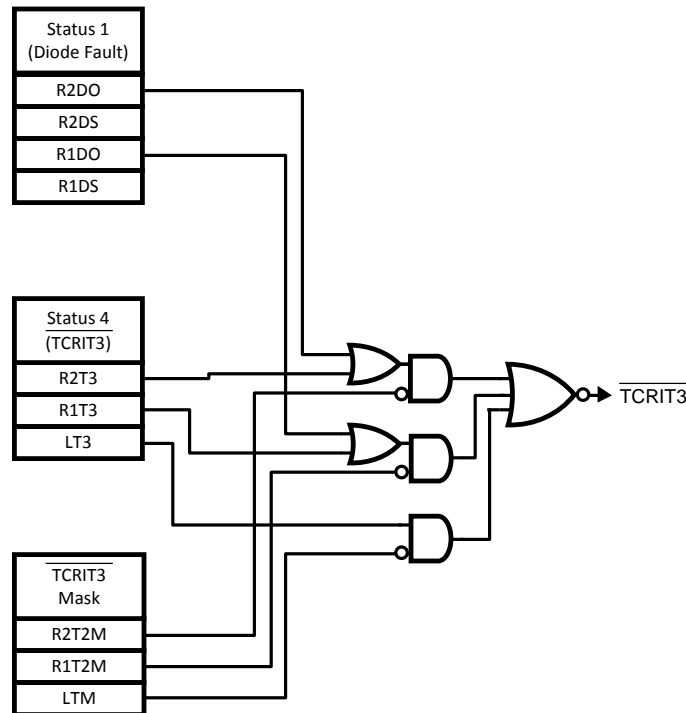 Status 1
(Diode Fault)
R2DO
R2DS
R1DO
R1DS
Status 4
(TCRIT3)
R2T3
R1T3
LT3
TCRIT3
TCRIT3
Mask
R2T2M
R1T2M
LTM